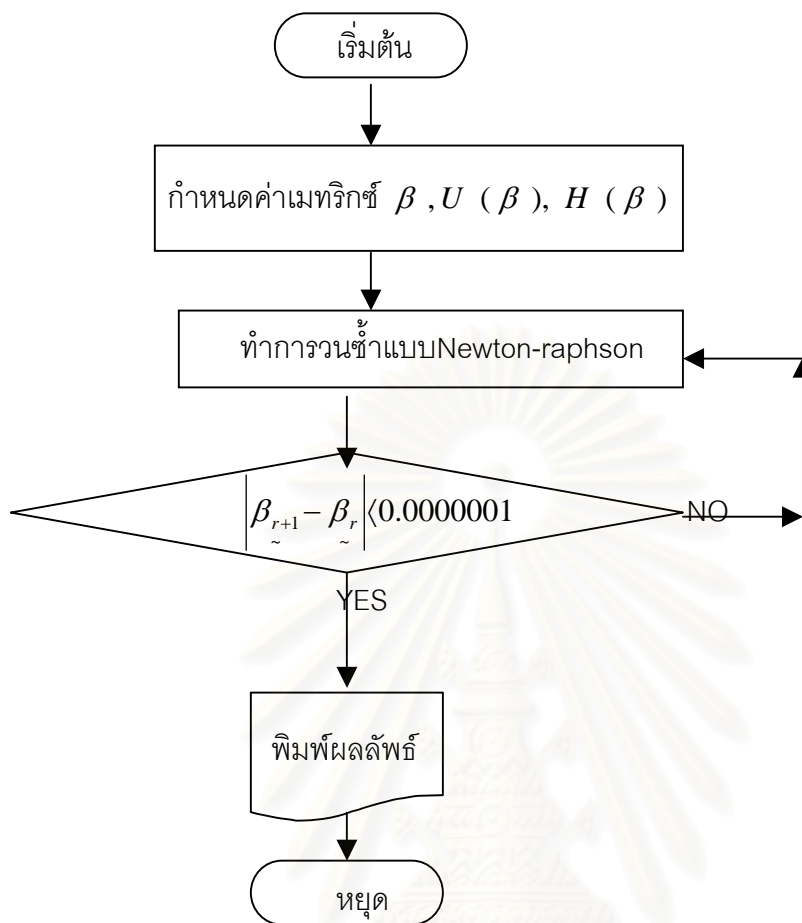 เริ่มต้น
กำหนดค่าเมทริกซ์ β , U ( β ), H ( β )
ทำการวนซ้ำแบบNewton-raphson
|β̰_{r+1} − β̰_r|⟨0.0000001
NO
YES
พิมพ์ผลลัพธ์
หยุด